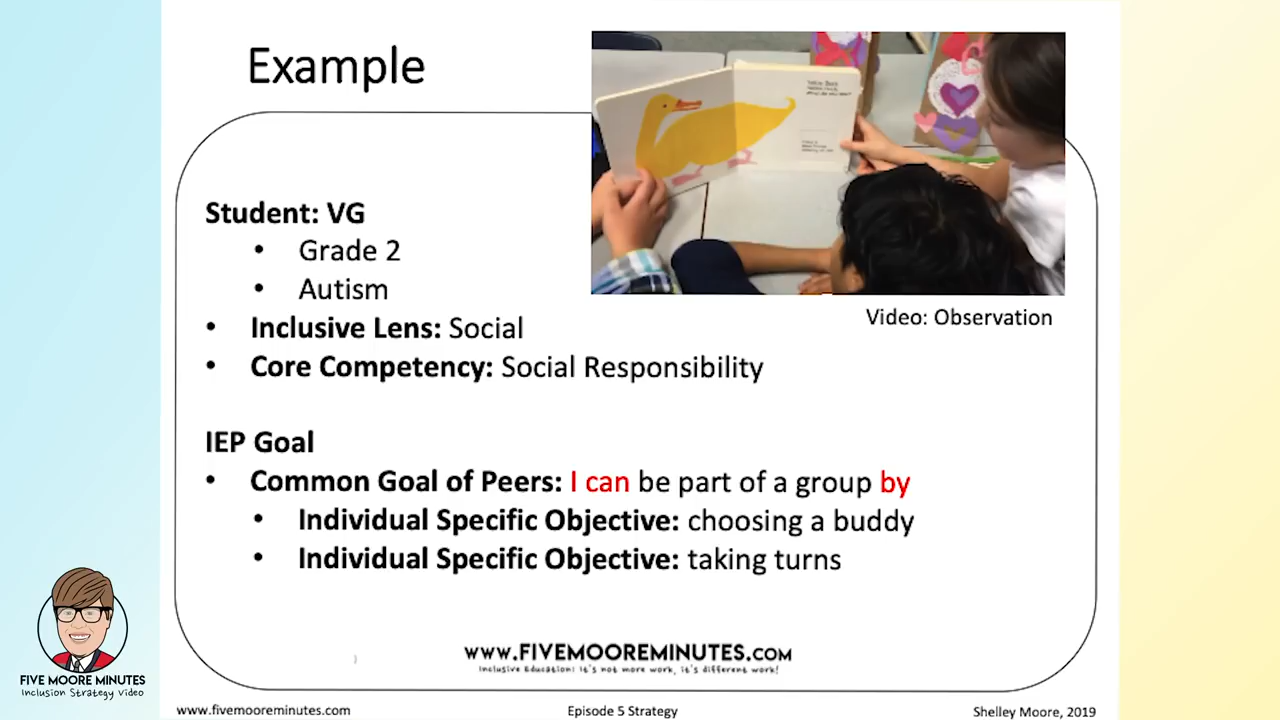 Example
Student: VG
• Grade 2
• Autism
• Inclusive Lens: Social
• Core Competency: Social Responsibility
Video: Observation
IEP Goal
• Common Goal of Peers: I can be part of a group by
• Individual Specific Objective: choosing a buddy
• Individual Specific Objective: taking turns
WWW.FIVEMOOREMINUTES.COM
Inclusive Education: It's not more work, it's different work!
FIVE MOORE MINUTES
Inclusion Strategy Video
www.fivemooreminutes.com
Episode 5 Strategy
Shelley Moore, 2019